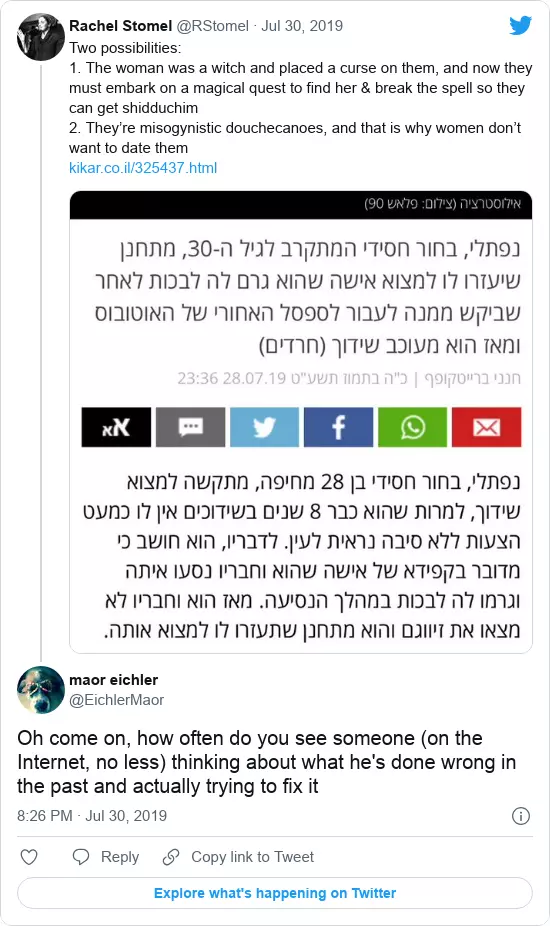 Rachel Stomel @RStomel · Jul 30, 2019
Two possibilities:
1. The woman was a witch and placed a curse on them, and now they
must embark on a magical quest to find her & break the spell so they
can get shidduchim
2. They’re misogynistic douchecanoes, and that is why women don’t
want to date them
kikar.co.il/325437.html
אילוסטרציה (צילום: פלאש 90)
נפתלי, בחור חסידי המתקרב לגיל ה-30, מתחנן
שיעזרו לו למצוא אישה שהוא גרם לה לבכות לאחר
שביקש ממנה לעבור לספסל האחורי של האוטובוס
ומאז הוא מעוכב שידוך (חרדים)
חנני ברייטקופף | כ"ה בתמוז תשע"ט 28.07.19 23:36
אא
נפתלי, בחור חסידי בן 28 מחיפה, מתקשה למצוא
שידוך, למרות שהוא כבר 8 שנים בשידוכים אין לו כמעט
הצעות ללא סיבה נראית לעין. לדבריו, הוא חושב כי
מדובר בקפידא של אישה שהוא וחבריו נסעו איתה
וגרמו לה לבכות במהלך הנסיעה. מאז הוא וחבריו לא
מצאו את זיווגם והוא מתחנן שתעזרו לו למצוא אותה.
maor eichler
@EichlerMaor
Oh come on, how often do you see someone (on the
Internet, no less) thinking about what he's done wrong in
the past and actually trying to fix it
8:26 PM · Jul 30, 2019
Reply
Copy link to Tweet
Explore what's happening on Twitter